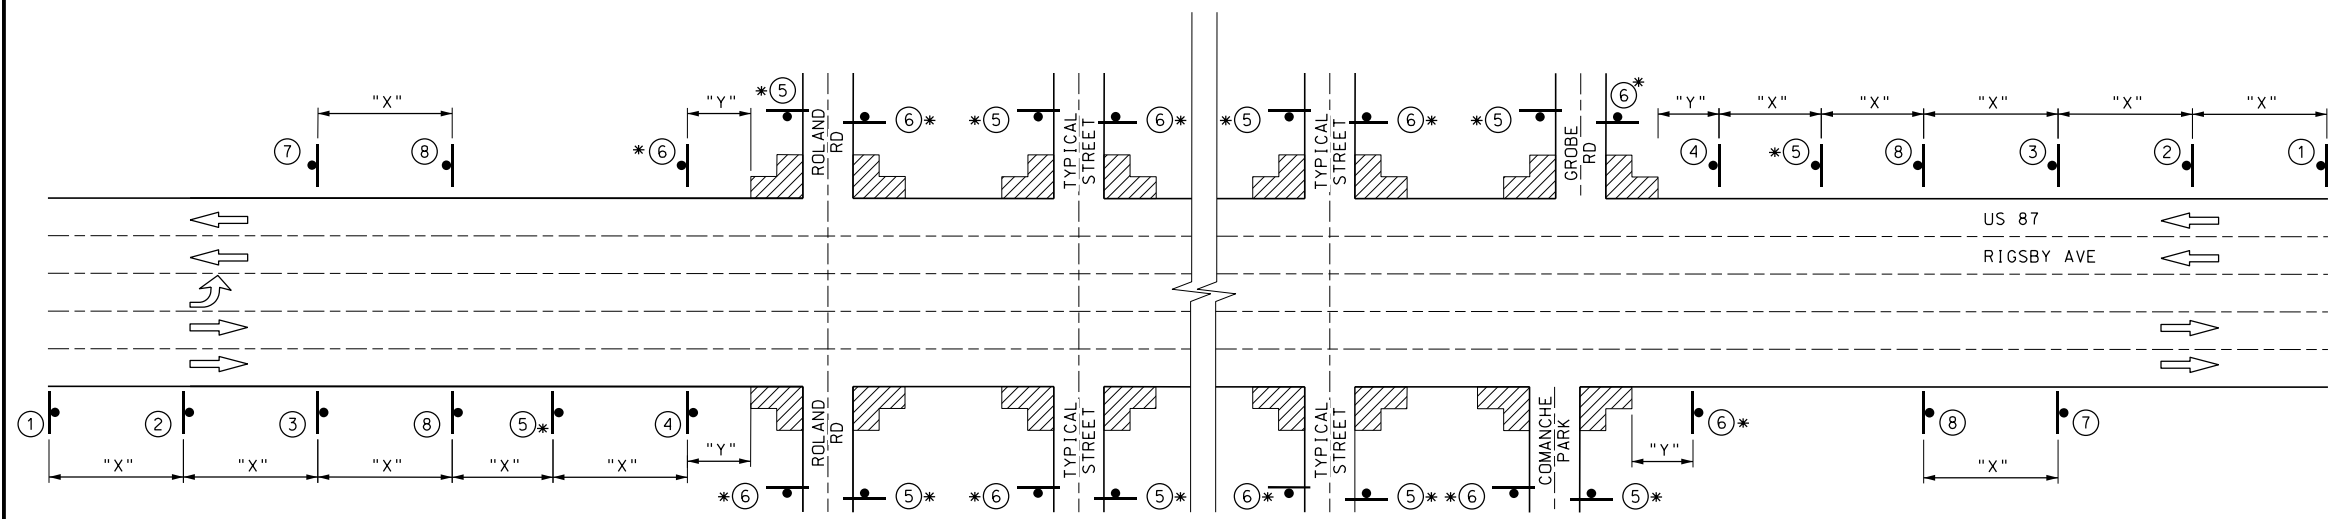 "X"
"Y"
*5
6*
*5
6*
*5
6*
*5
6*
"Y"
"X"
"X"
"X"
"X"
"X"
7
8
*6
4
*5
8
3
2
1
ROLAND
RD
TYPICAL
STREET
TYPICAL
STREET
GROBE
RD
US 87
RIGSBY AVE
1
2
3
8
5*
4
"X"
"X"
"X"
"X"
"X"
"Y"
ROLAND
RD
TYPICAL
STREET
TYPICAL
STREET
COMANCHE
PARK
*6
5*
*6
5*
6*
5*
*6
5*
6*
8
7
"Y"
"X"